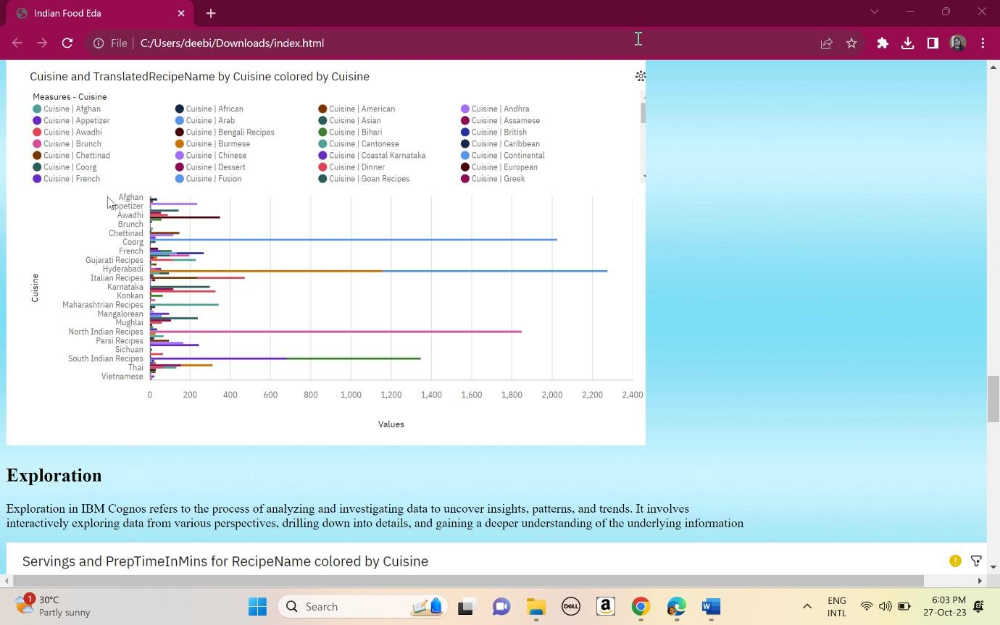 Indian Food Eda
File C:/Users/deebi/Downloads/index.html
Cuisine and TranslatedRecipeName by Cuisine colored by Cuisine
Measures - Cuisine
Cuisine | Afghan Cuisine | African Cuisine | American Cuisine | Andhra
Cuisine | Appetizer Cuisine | Arab Cuisine | Asian Cuisine | Assamese
Cuisine | Awadhi Cuisine | Bengali Recipes Cuisine | Bihari Cuisine | British
Cuisine | Brunch Cuisine | Burmese Cuisine | Cantonese Cuisine | Caribbean
Cuisine | Chettinad Cuisine | Chinese Cuisine | Coastal Karnataka Cuisine | Continental
Cuisine | Coorg Cuisine | Dessert Cuisine | Dinner Cuisine | European
Cuisine | French Cuisine | Fusion Cuisine | Goan Recipes Cuisine | Greek
Cuisine
Afghan
ppetizer
Awadhi
Brunch
Chettinad
Coorg
French
Gujarati Recipes
Hyderabadi
Italian Recipes
Karnataka
Konkan
Maharashtrian Recipes
Mangalorean
Mughlai
North Indian Recipes
Parsi Recipes
Sichuan
South Indian Recipes
Thai
Vietnamese
0 200 400 600 800 1,000 1,200 1,400 1,600 1,800 2,000 2,200 2,400
Values
Exploration
Exploration in IBM Cognos refers to the process of analyzing and investigating data to uncover insights, patterns, and trends. It involves
interactively exploring data from various perspectives, drilling down into details, and gaining a deeper understanding of the underlying information
Servings and PrepTimeInMins for RecipeName colored by Cuisine
1
30°C
Partly sunny
Search
DELL
a
W
ENG
INTL
6:03 PM
27-Oct-23